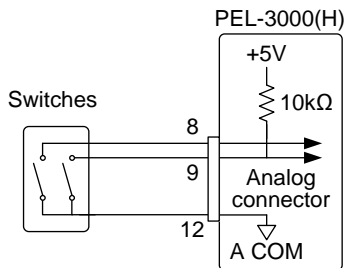 PEL-3000(H)
+5V
Switches
10kΩ
8
9
Analog
connector
12
A COM